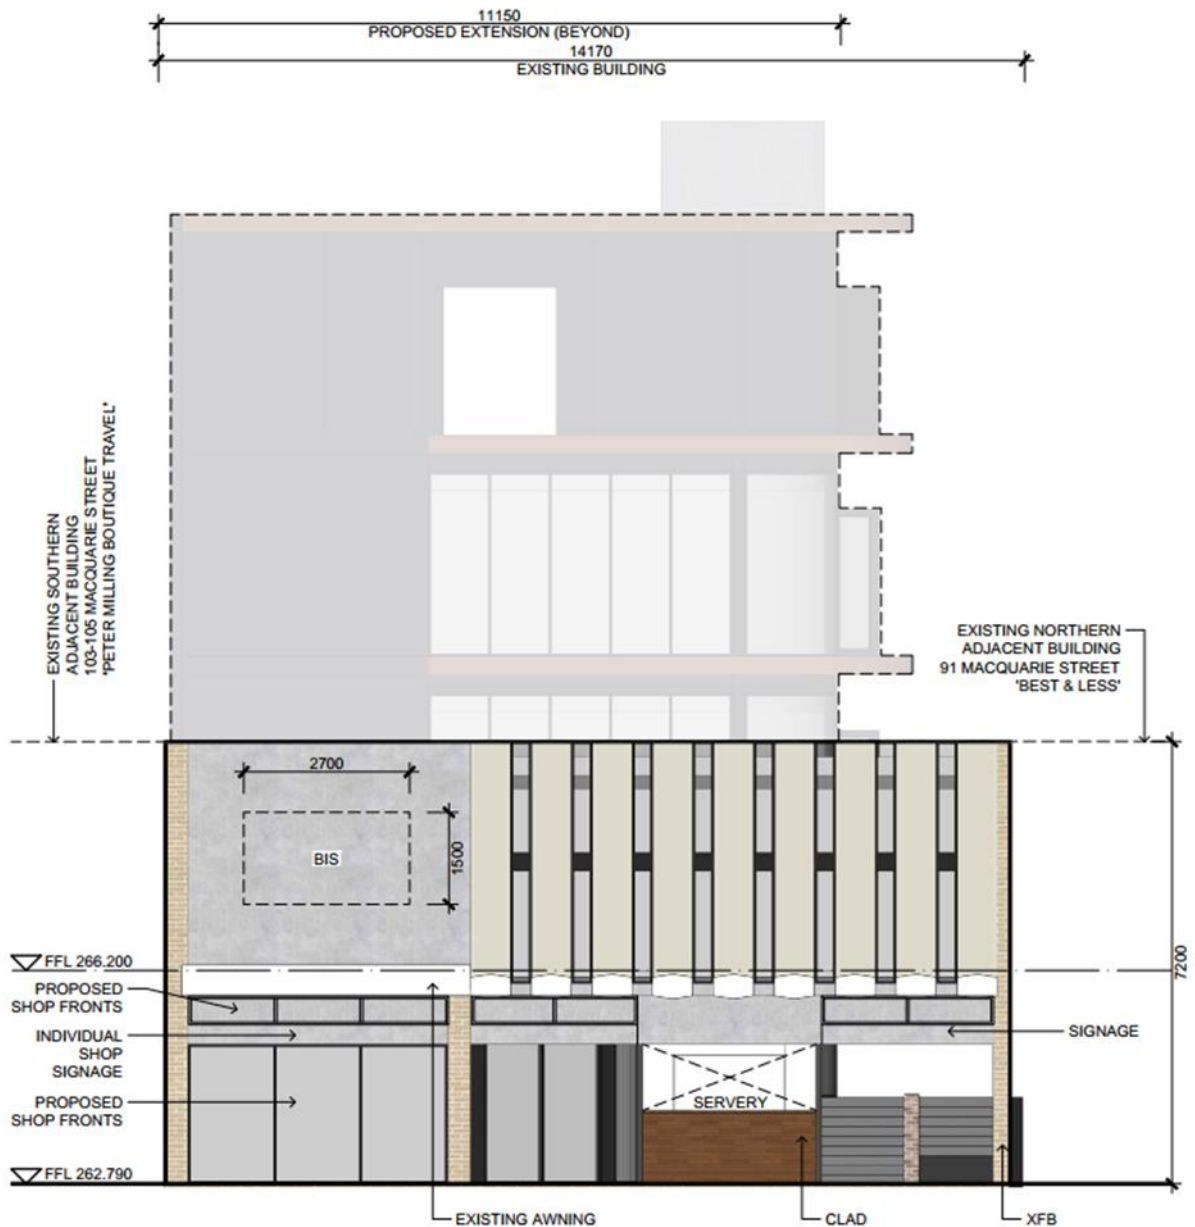 11150
PROPOSED EXTENSION (BEYOND)
14170
EXISTING BUILDING
EXISTING SOUTHERN
ADJACENT BUILDING
103-105 MACQUARIE STREET
'PETER MILLING BOUTIQUE TRAVEL'
EXISTING NORTHERN
ADJACENT BUILDING
91 MACQUARIE STREET
'BEST & LESS'
2700
BIS
1500
7200
FFL 266.200
PROPOSED
SHOP FRONTS
INDIVIDUAL
SHOP
SIGNAGE
SIGNAGE
PROPOSED
SHOP FRONTS
SERVERY
FFL 262.790
EXISTING AWNING
CLAD
XFB